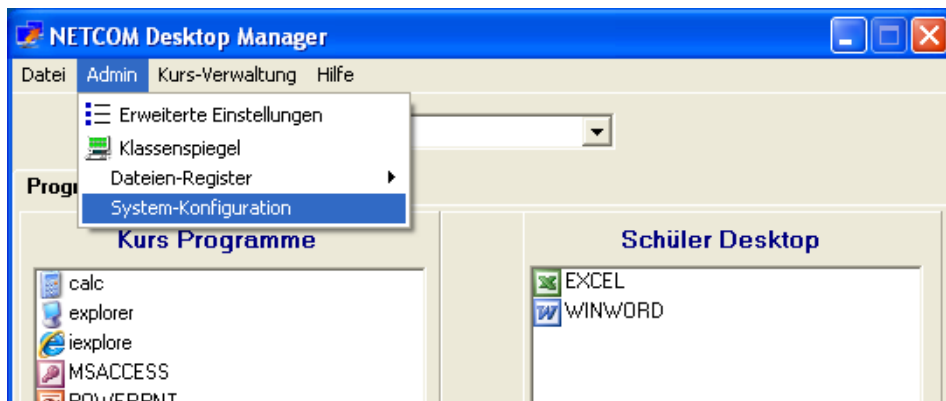 NETCOM Desktop Manager
Datei Admin Kurs-Verwaltung Hilfe
Erweiterte Einstellungen
Klassenspiegel
Dateien-Register
System-Konfiguration
Kurs Programme
calc
explorer
iexplore
MSACCESS
Schüler Desktop
EXCEL
WINWORD